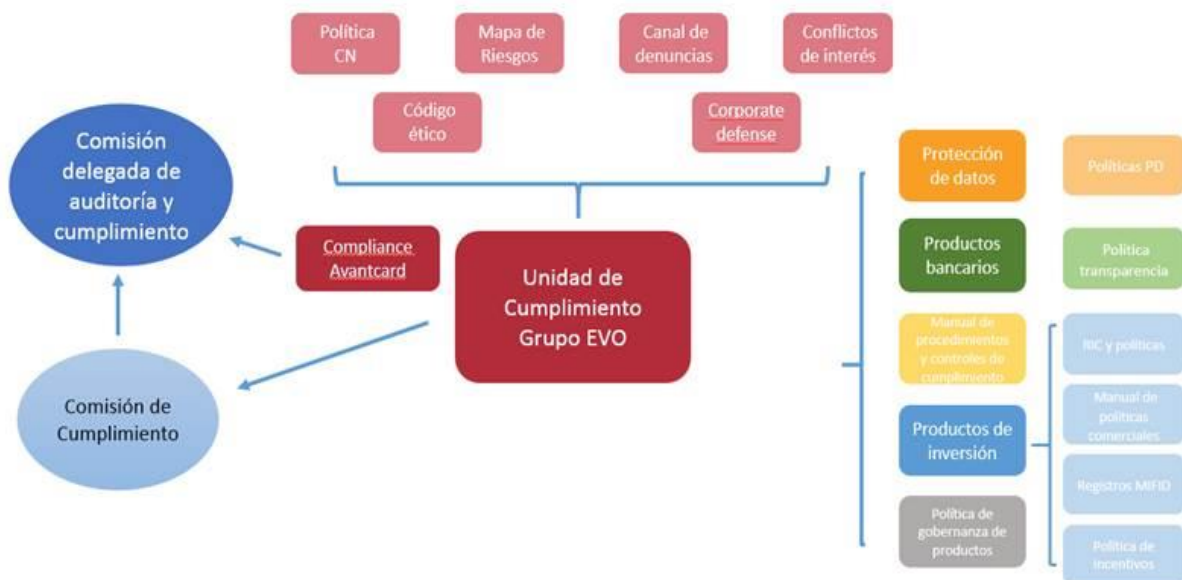 Política
CN
Mapa de
Riesgos
Canal de
denuncias
Conflictos
de interés
Código
ético
Corporate
defense
Comisión
delegada de
auditoría y
cumplimiento
Compliance
Avantcard
Unidad de
Cumplimiento
Grupo EVO
Comisión de
Cumplimiento
Protección
de datos
Políticas PD
Productos
bancarios
Política
transparencia
Manual de
procedimientos
y controles de
cumplimiento
RIC y políticas
Manual de
políticas
comerciales
Productos de
inversión
Registros MIFID
Política de
gobernanza de
productos
Política de
incentivos